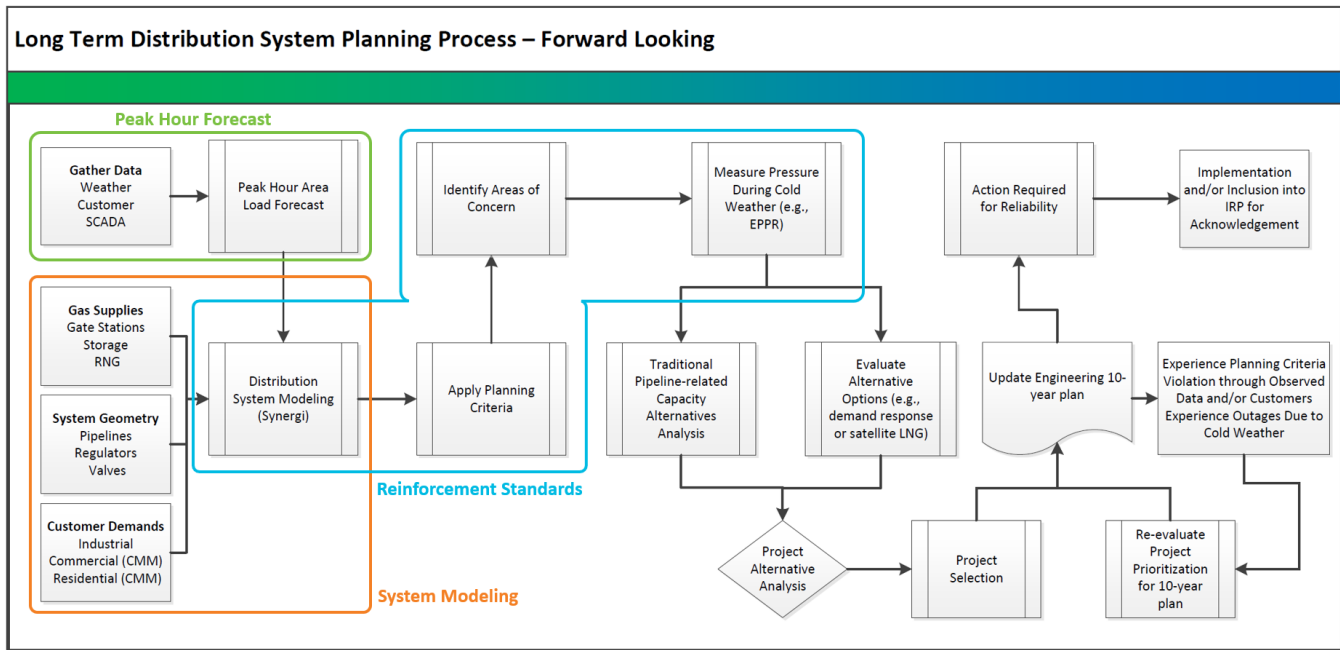 Long Term Distribution System Planning Process – Forward Looking
Peak Hour Forecast
Gather Data
Weather
Customer
SCADA
Peak Hour Area
Load Forecast
Identify Areas of
Concern
Measure Pressure
During Cold
Weather (e.g.,
EPPR)
Action Required
for Reliability
Implementation
and/or Inclusion into
IRP for
Acknowledgement
Gas Supplies
Gate Stations
Storage
RNG
System Geometry
Pipelines
Regulators
Valves
Customer Demands
Industrial
Commercial (CMM)
Residential (CMM)
Distribution
System Modeling
(Synergi)
Apply Planning
Criteria
Traditional
Pipeline-related
Capacity
Alternatives
Analysis
Evaluate
Alternative
Options (e.g.,
demand response
or satellite LNG)
Update Engineering 10-
year plan
Experience Planning Criteria
Violation through Observed
Data and/or Customers
Experience Outages Due to
Cold Weather
Reinforcement Standards
System Modeling
Project
Alternative
Analysis
Project
Selection
Re-evaluate
Project
Prioritization
for 10-year
plan